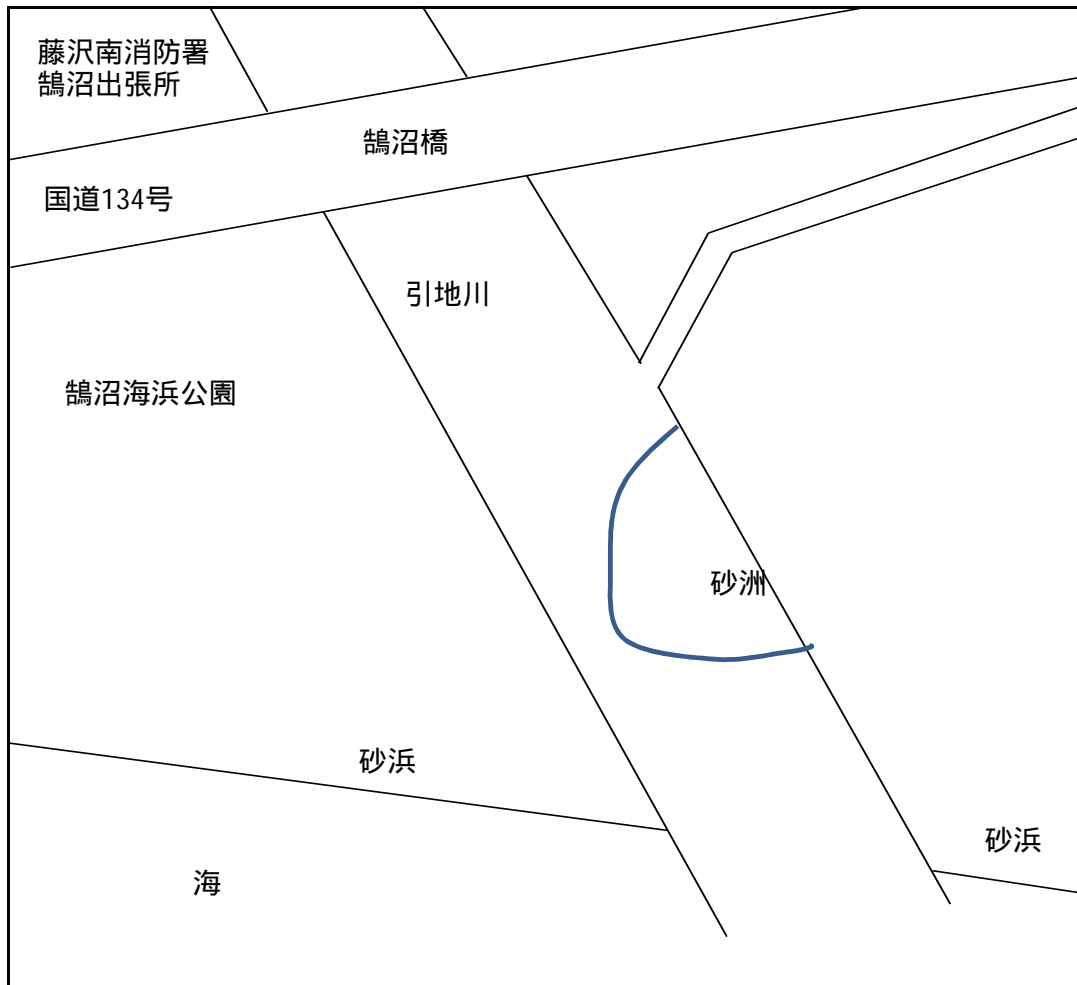 藤沢南消防署
鵠沼出張所
鵠沼橋
国道134号
引地川
鵠沼海浜公園
砂洲
砂浜
砂浜
海